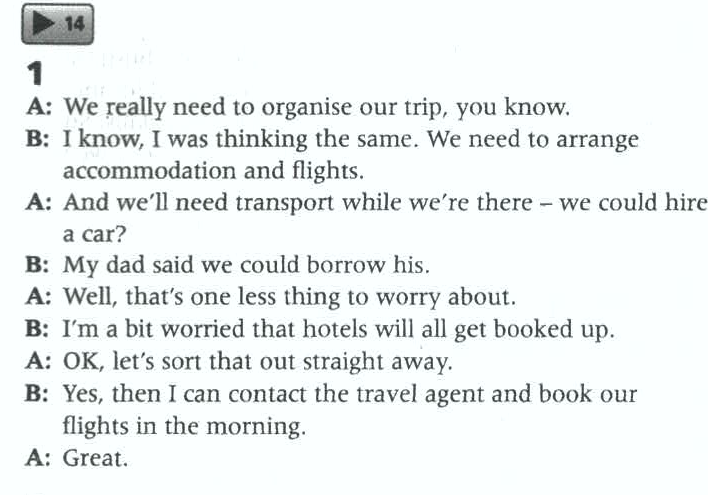 14
1
A: We really need to organise our trip, you know.
B: I know, I was thinking the same. We need to arrange
accommodation and flights.
A: And we'll need transport while we're there – we could hire
a car?
B: My dad said we could borrow his.
A: Well, that's one less thing to worry about.
B: I'm a bit worried that hotels will all get booked up.
A: OK, let's sort that out straight away.
B: Yes, then I can contact the travel agent and book our
flights in the morning.
A: Great.